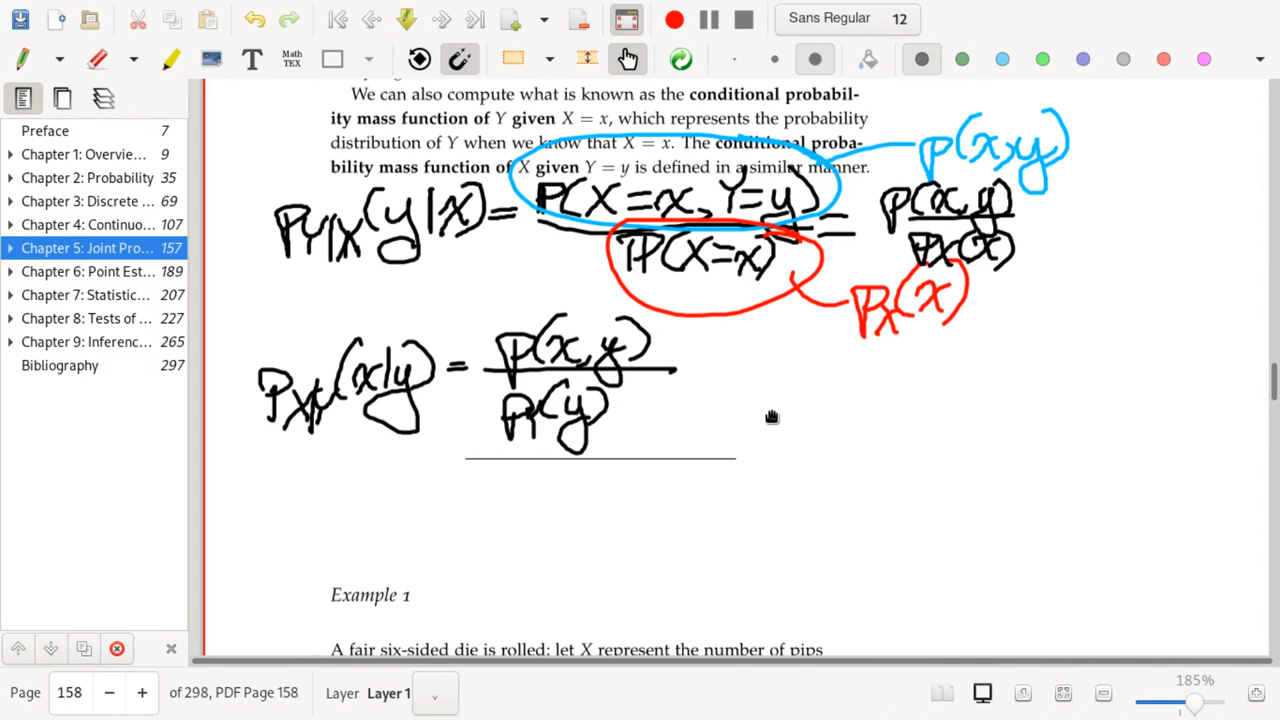 Sans Regular 12
T Math TEX
Preface 7
Chapter 1: Overvie... 9
Chapter 2: Probability 35
Chapter 3: Discrete ... 69
Chapter 4: Continuo... 107
Chapter 5: Joint Pro... 157
Chapter 6: Point Est... 189
Chapter 7: Statistic... 207
Chapter 8: Tests of ... 227
Chapter 9: Inferenc... 265
Bibliography 297
We can also compute what is known as the conditional probabil-
ity mass function of Y given X = x, which represents the probability
distribution of Y when we know that X = x. The conditional proba-
bility mass function of X given Y = y is defined in a similar manner.
p(x,y)
P_{Y|X}(y|x) = P(X=x, Y=y) / P(X=x) = P(x,y) / P_X(x)
P_X(x)
P_{X|Y}(x|y) = P(x,y) / P_Y(y)
Example 1
A fair six-sided die is rolled; let X represent the number of pips
Page 158 − + of 298, PDF Page 158 Layer Layer 1 185%